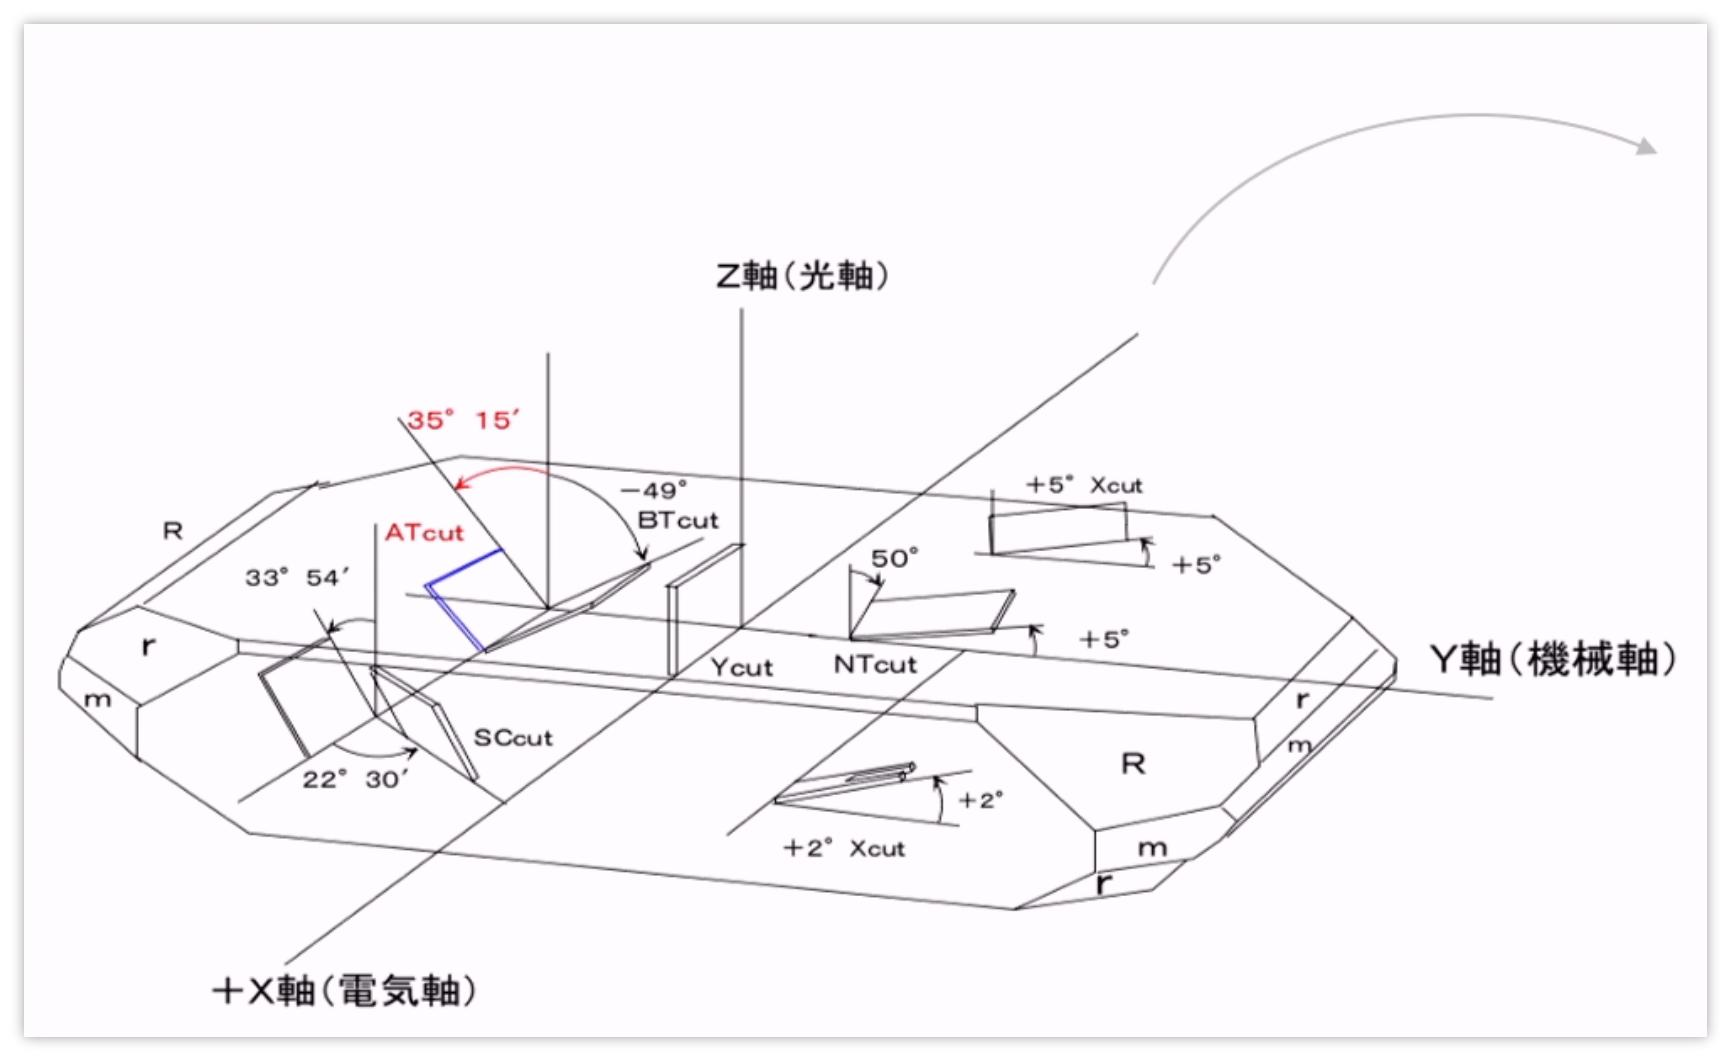 Z軸(光軸)
35° 15′
−49°
BTcut
ATcut
R
33° 54′
+5° Xcut
50°
+5°
r
+5°
Ycut
NTcut
Y軸(機械軸)
m
r
SCcut
m
22° 30′
R
+2°
+2° Xcut
m
r
+X軸(電気軸)